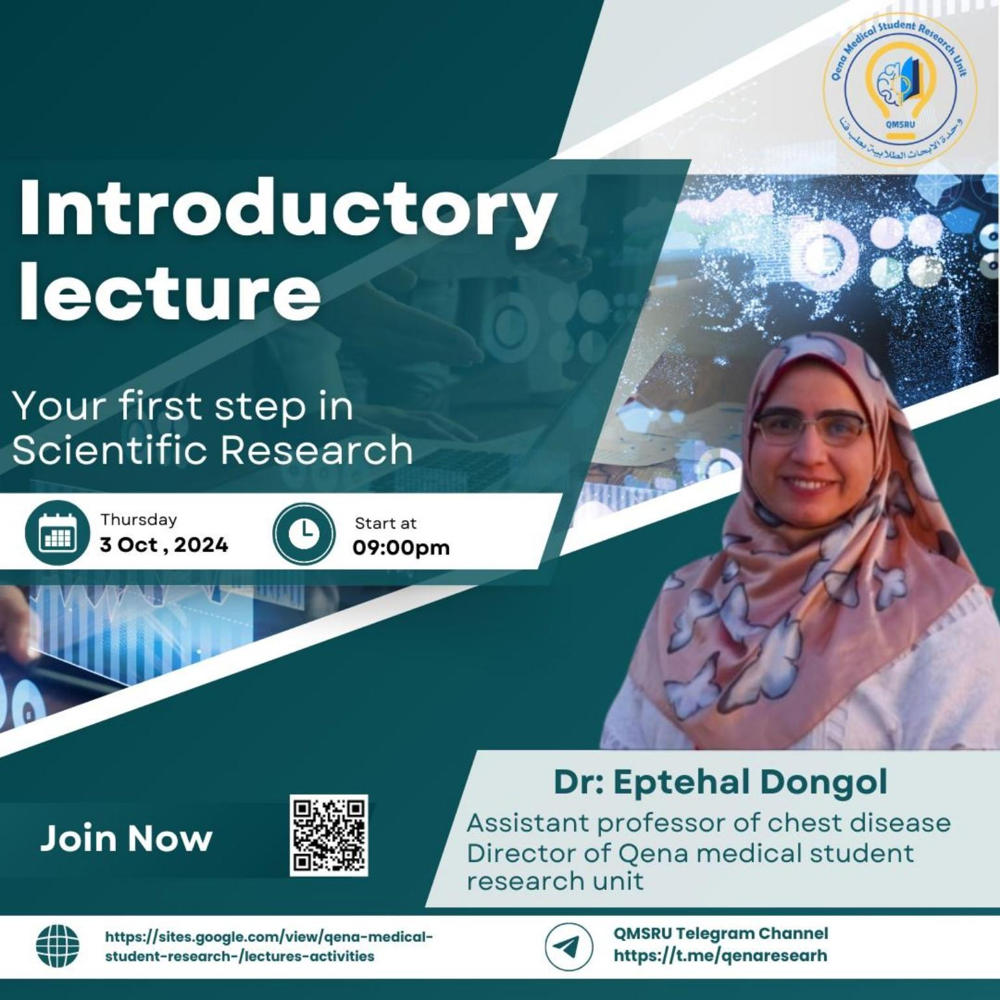 Qena Medical Student Research Unit
QMSRU
وحدة الابحاث الطلابية بطب قنا
Introductory
lecture
Your first step in
Scientific Research
Thursday
3 Oct , 2024
Start at
09:00pm
Dr: Eptehal Dongol
Assistant professor of chest disease
Director of Qena medical student
research unit
Join Now
https://sites.google.com/view/qena-medical-
student-research-/lectures-activities
QMSRU Telegram Channel
https://t.me/qenaresearh